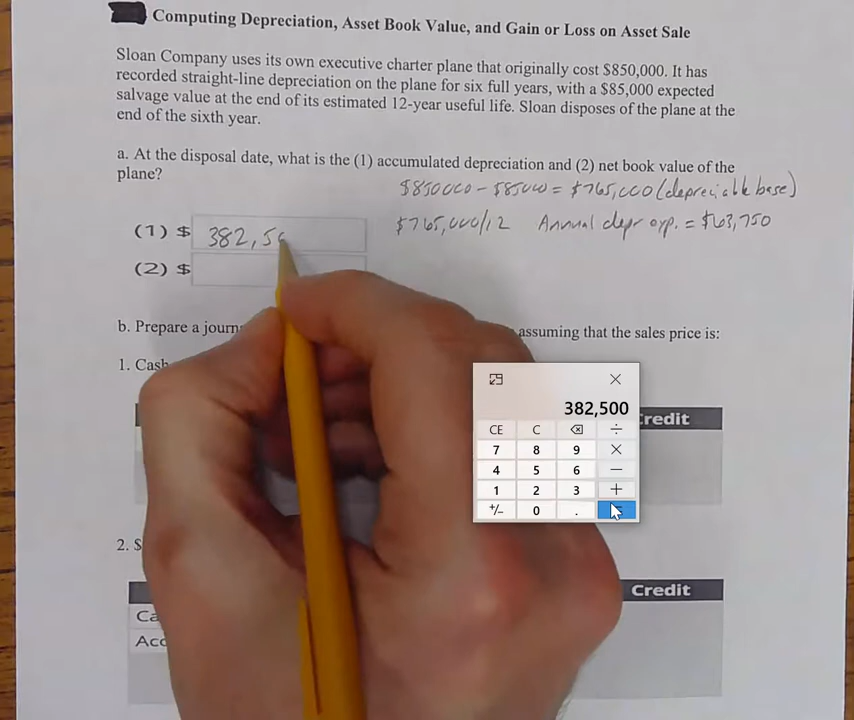 Computing Depreciation, Asset Book Value, and Gain or Loss on Asset Sale
Sloan Company uses its own executive charter plane that originally cost $850,000. It has
recorded straight-line depreciation on the plane for six full years, with a $85,000 expected
salvage value at the end of its estimated 12-year useful life. Sloan disposes of the plane at the
end of the sixth year.
a. At the disposal date, what is the (1) accumulated depreciation and (2) net book value of the
plane?
$850000 - $85000 = $765,000 (depreciable base)
$765,000/12 Annual depr exp. = $63,750
(1) $ 382,50
(2) $
b. Prepare a journ assuming that the sales price is:
1. Cash
382,500
CE C ÷
7 8 9 ×
4 5 6 −
1 2 3 +
+/− 0 . =
redit
2. $
Credit
Ca
Acc